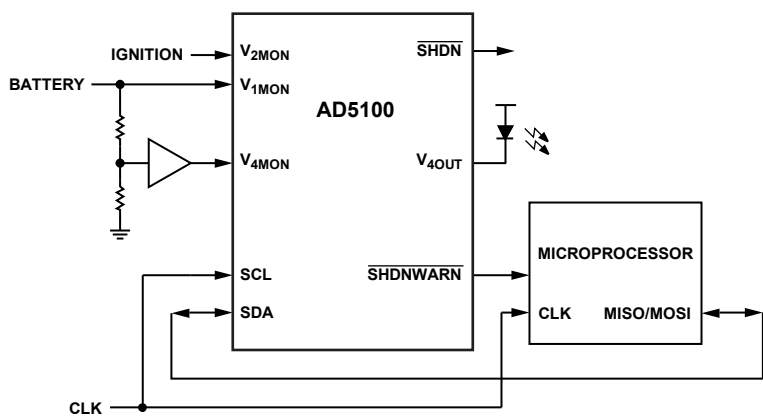 IGNITION
V2MON
SHDN
BATTERY
V1MON
AD5100
V4MON
V4OUT
MICROPROCESSOR
SCL
SHDNWARN
SDA
CLK
MISO/MOSI
CLK